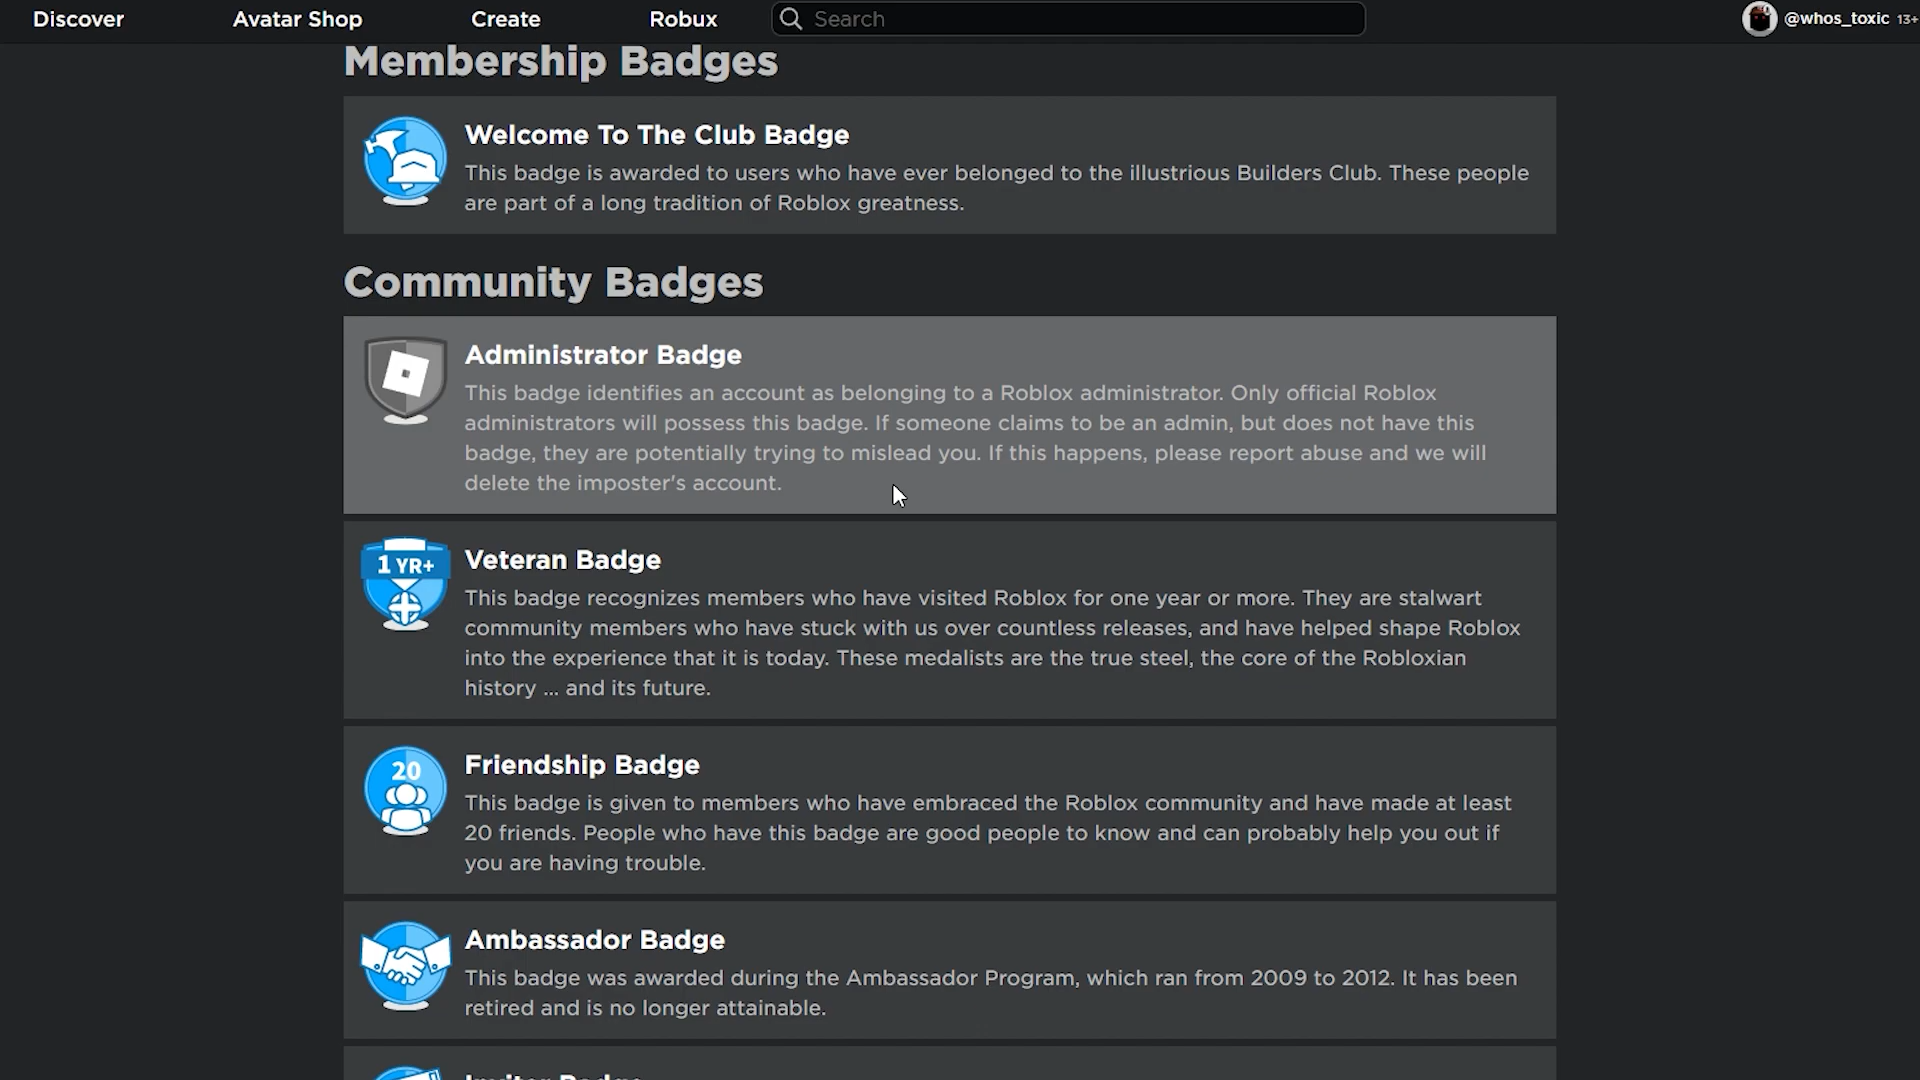 Discover
Avatar Shop
Create
Robux
Search
@whos_toxic 13+
Membership Badges
Welcome To The Club Badge
This badge is awarded to users who have ever belonged to the illustrious Builders Club. These people
are part of a long tradition of Roblox greatness.
Community Badges
Administrator Badge
This badge identifies an account as belonging to a Roblox administrator. Only official Roblox
administrators will possess this badge. If someone claims to be an admin, but does not have this
badge, they are potentially trying to mislead you. If this happens, please report abuse and we will
delete the imposter's account.
1 YR+
Veteran Badge
This badge recognizes members who have visited Roblox for one year or more. They are stalwart
community members who have stuck with us over countless releases, and have helped shape Roblox
into the experience that it is today. These medalists are the true steel, the core of the Robloxian
history ... and its future.
20
Friendship Badge
This badge is given to members who have embraced the Roblox community and have made at least
20 friends. People who have this badge are good people to know and can probably help you out if
you are having trouble.
Ambassador Badge
This badge was awarded during the Ambassador Program, which ran from 2009 to 2012. It has been
retired and is no longer attainable.